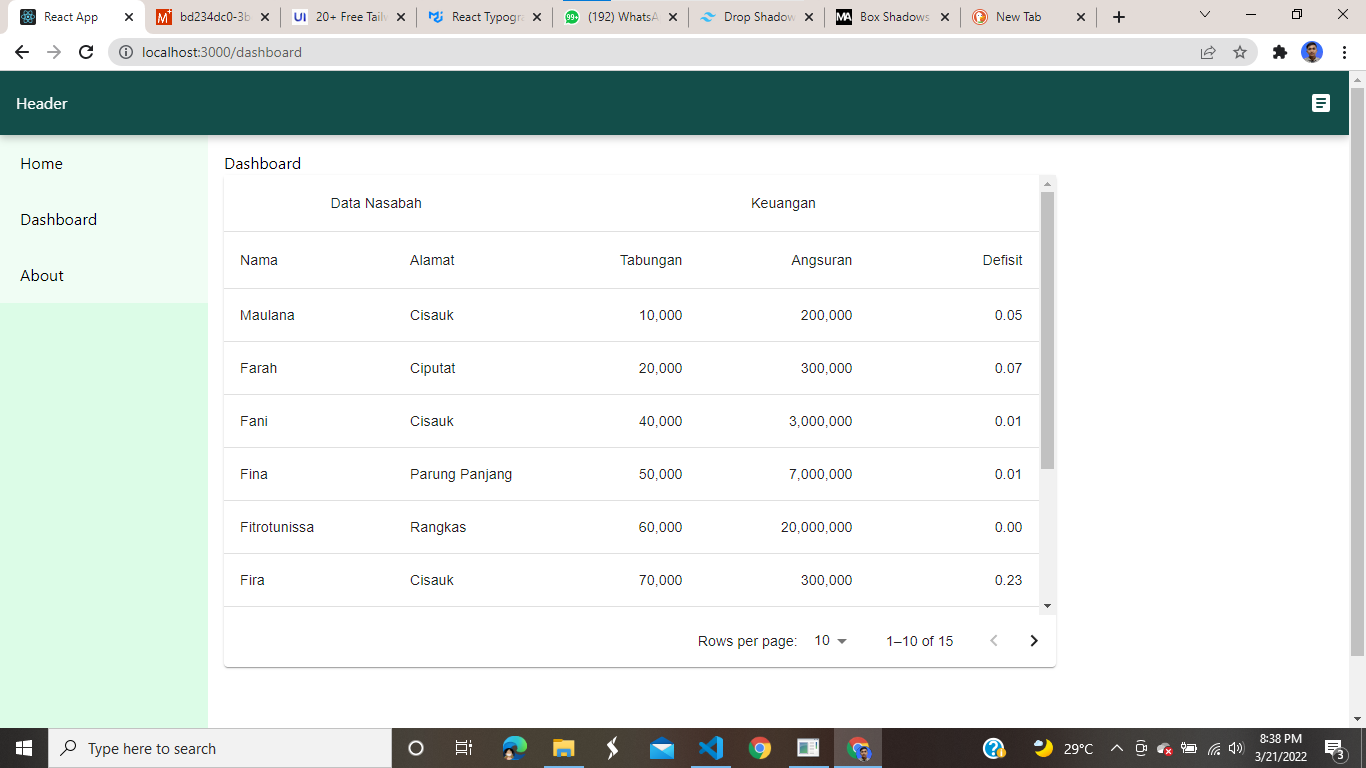 React App
bd234dc0-3b
20+ Free Tailw
React Typogra
99+ (192) WhatsA
Drop Shadow
MA Box Shadows
New Tab
localhost:3000/dashboard
Header
Home
Dashboard
About
Dashboard
Data Nasabah Keuangan
Nama Alamat Tabungan Angsuran Defisit
Maulana Cisauk 10,000 200,000 0.05
Farah Ciputat 20,000 300,000 0.07
Fani Cisauk 40,000 3,000,000 0.01
Fina Parung Panjang 50,000 7,000,000 0.01
Fitrotunissa Rangkas 60,000 20,000,000 0.00
Fira Cisauk 70,000 300,000 0.23
Rows per page: 10 1–10 of 15
Type here to search
29°C
8:38 PM
3/21/2022
3